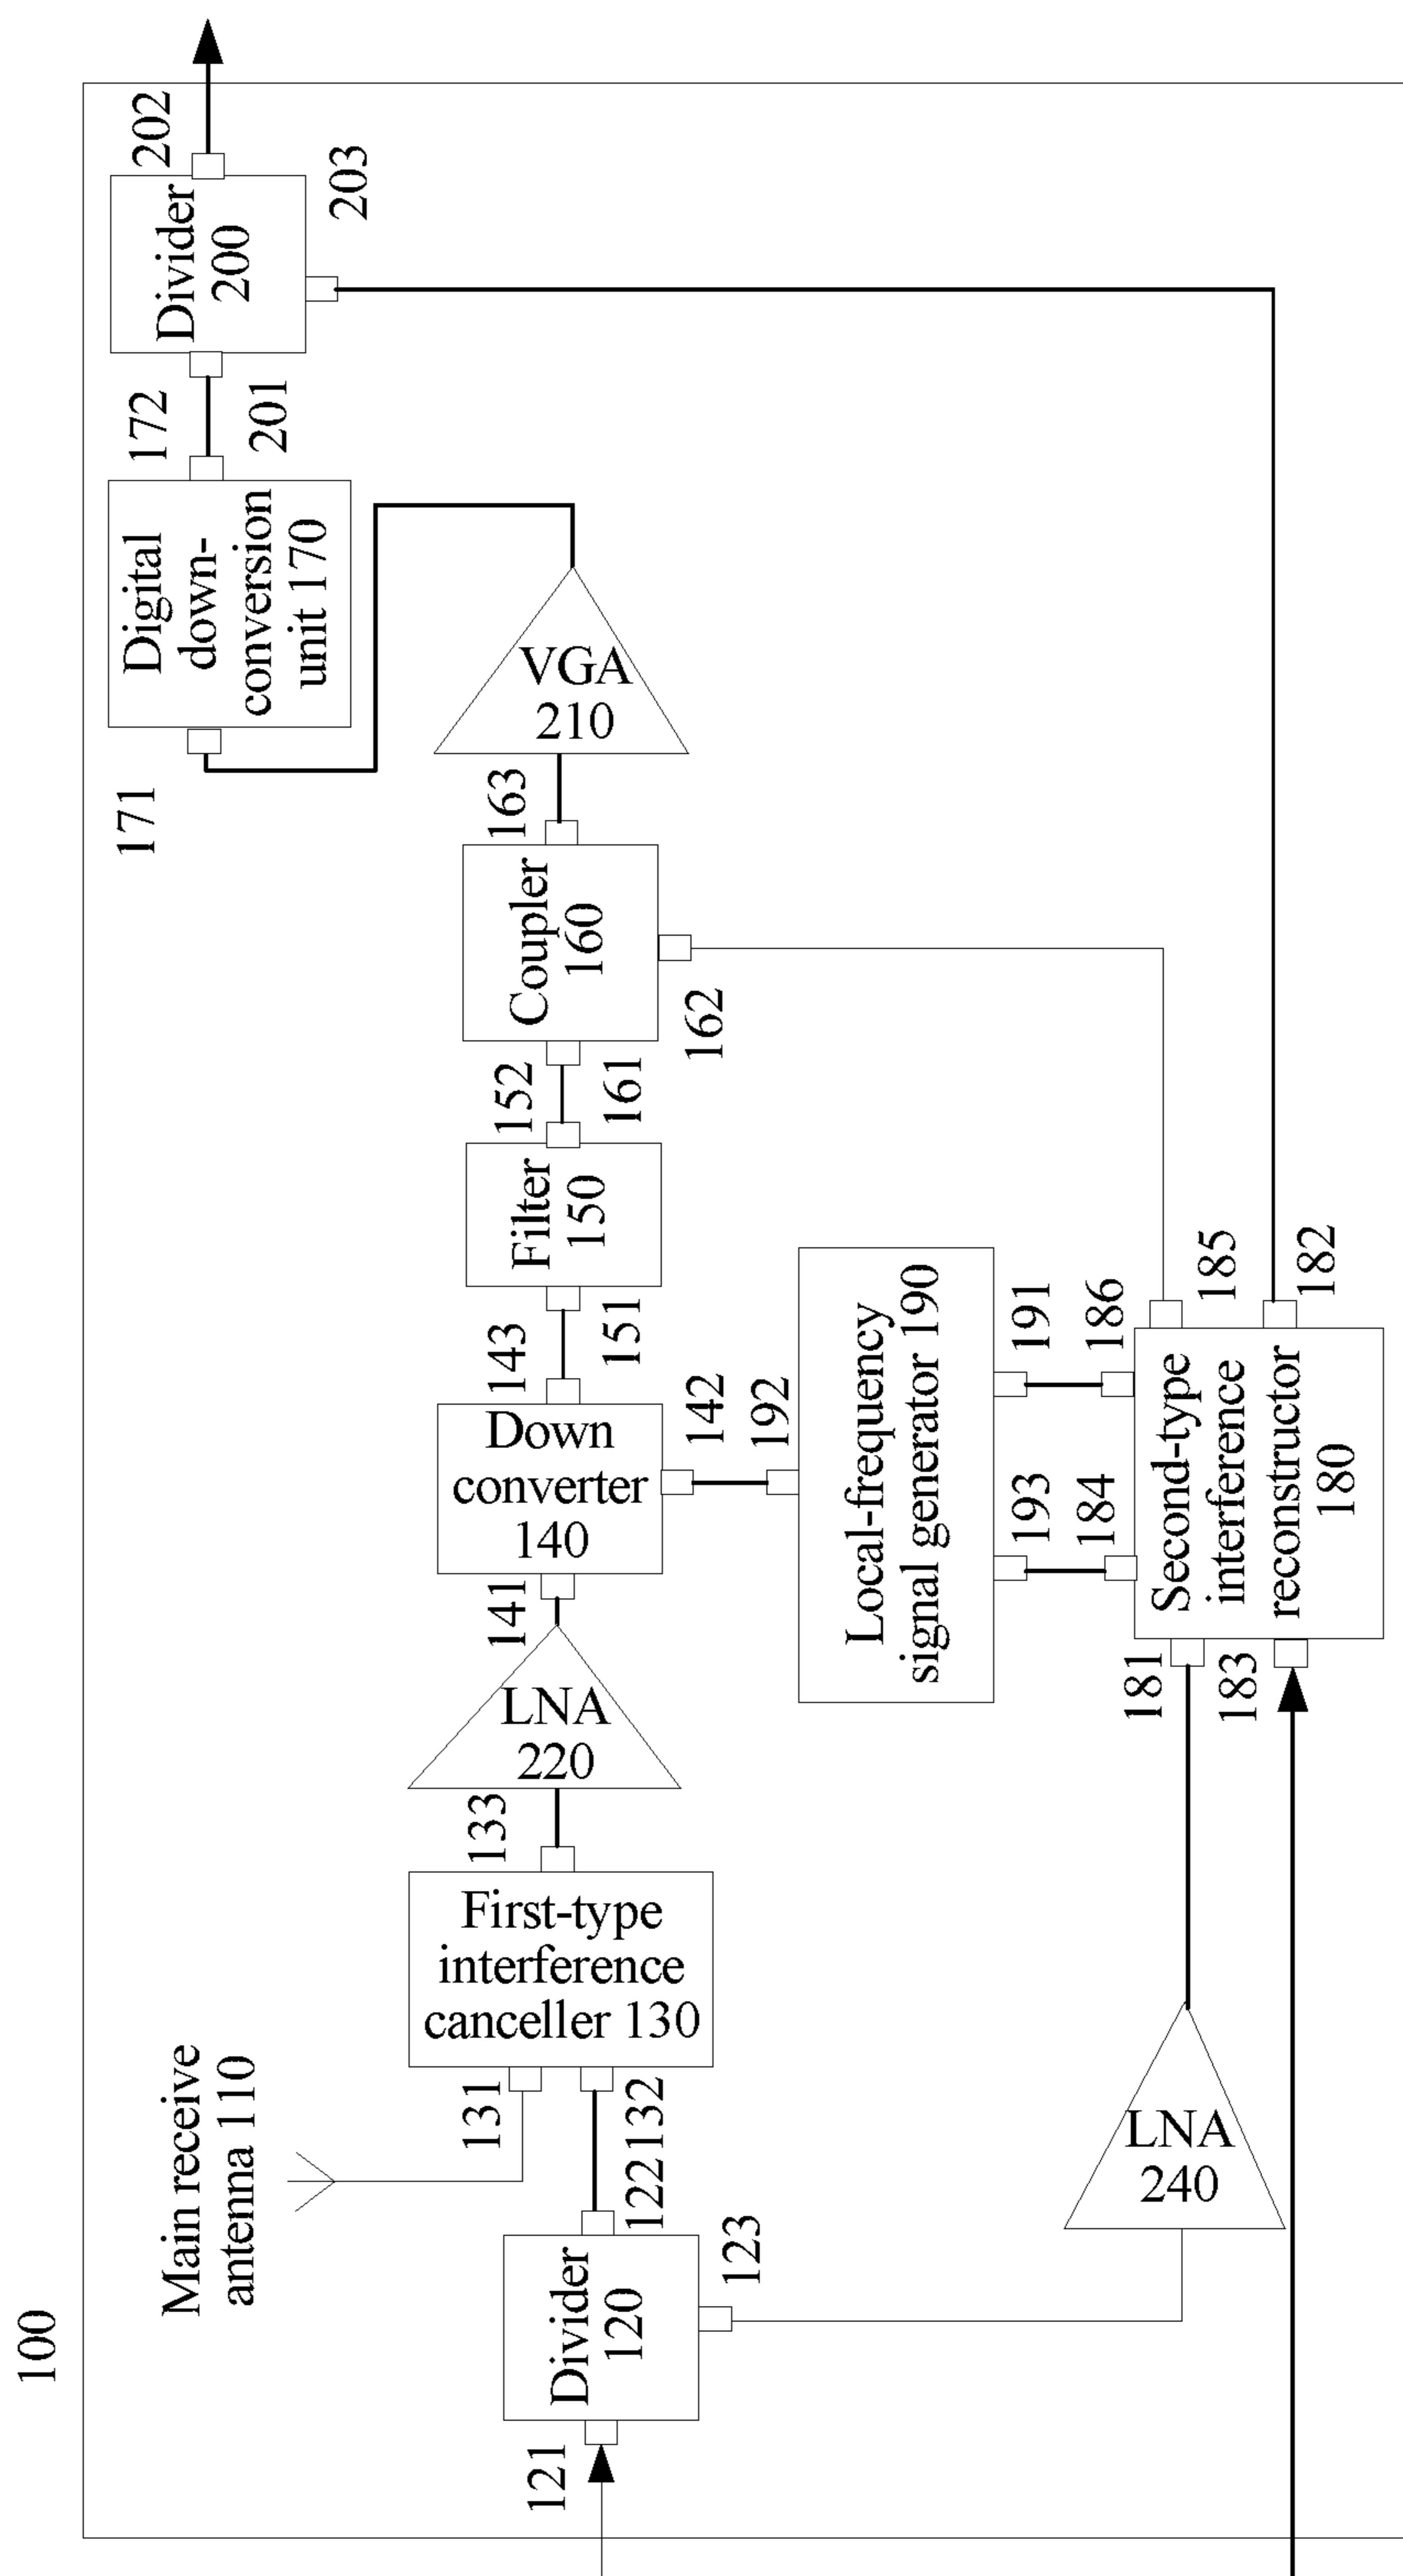 100
Main receive
antenna 110
121
Divider
120
122
123
131
132
First-type
interference
canceller 130
133
LNA
220
141
Down
converter
140
142
143
151
Filter
150
152
161
Coupler
160
162
163
VGA
210
171
Digital
down-
conversion
unit 170
172
201
Divider
200
202
203
192
Local-frequency
signal generator 190
193
191
184
186
LNA
240
181
183
Second-type
interference
reconstructor
180
185
182